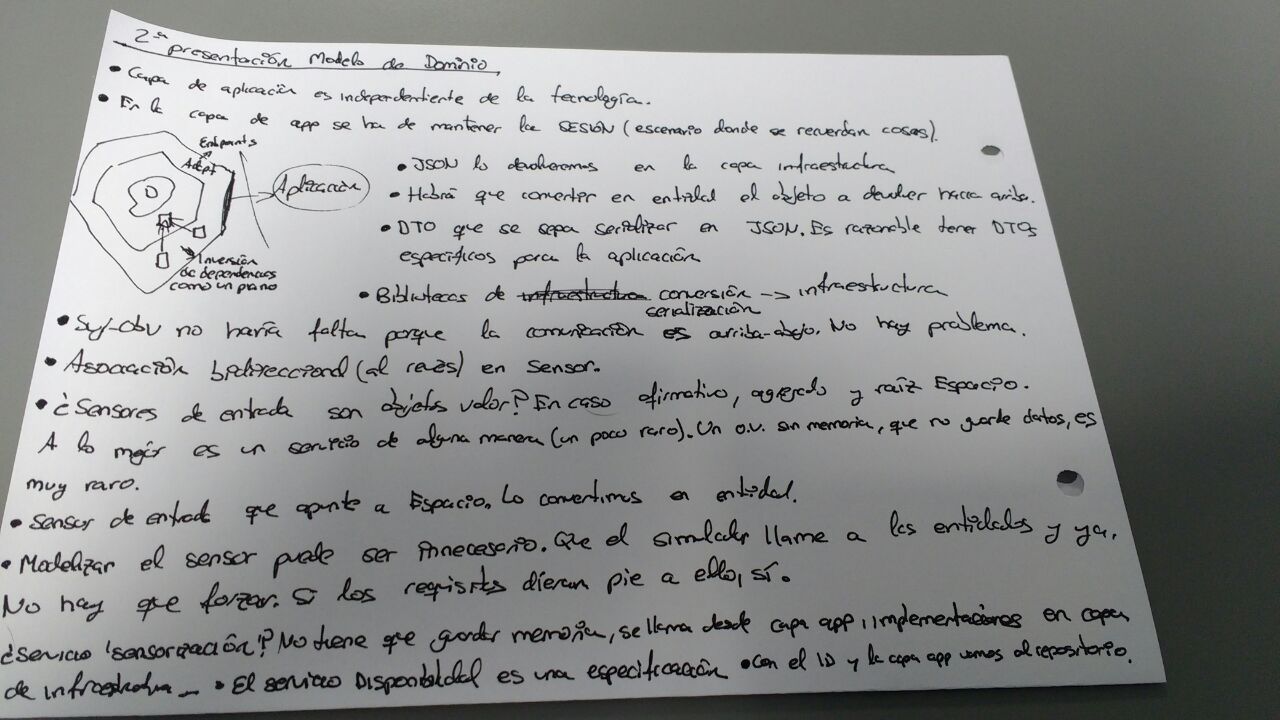 2ª presentación Modelo de Dominio
• Capa de aplicación es independiente de la tecnología.
• En la capa de app se ha de mantener la SESIÓN (escenario donde se recuerdan cosas).
Endpoints
Adapt
Aplicación
Inversión
de dependencias
como un piano
• JSON lo devolveremos en la capa infraestructura
• Habrá que convertir en entidad el objeto a devolver hacia arriba.
• DTO que se sepa serializar en JSON. Es razonable tener DTOs
específicos para la aplicación
• Bibliotecas de infraestructura conversión → infraestuctura
serialización
• Suj-Obv no haría falta porque la comunicación es arriba-abajo. No hay problema.
• Asociación bidireccional (al revés) en Sensor.
• ¿Sensores de entrada son objetos valor? En caso afirmativo, agregado y raíz Espacio.
A lo mejor es un servicio de alguna manera (un poco raro). Un o.v. sin memoria, que no guarde datos, es
muy raro.
• Sensor de entrada que apunte a Espacio. Lo convertimos en entidad.
• Modelizar el sensor puede ser innecesario. Que el simulador llame a las entidades y ya.
No hay que forzar. Si los requisitos dieran pie a ello, sí.
¿Servicio 'sensorización'? No tiene que guardar memoria, se llama desde capa app, implementaciones en capa
de infraestructura • El servicio Disponibilidad es una especificación • Con el ID y la capa app vamos al repositorio.